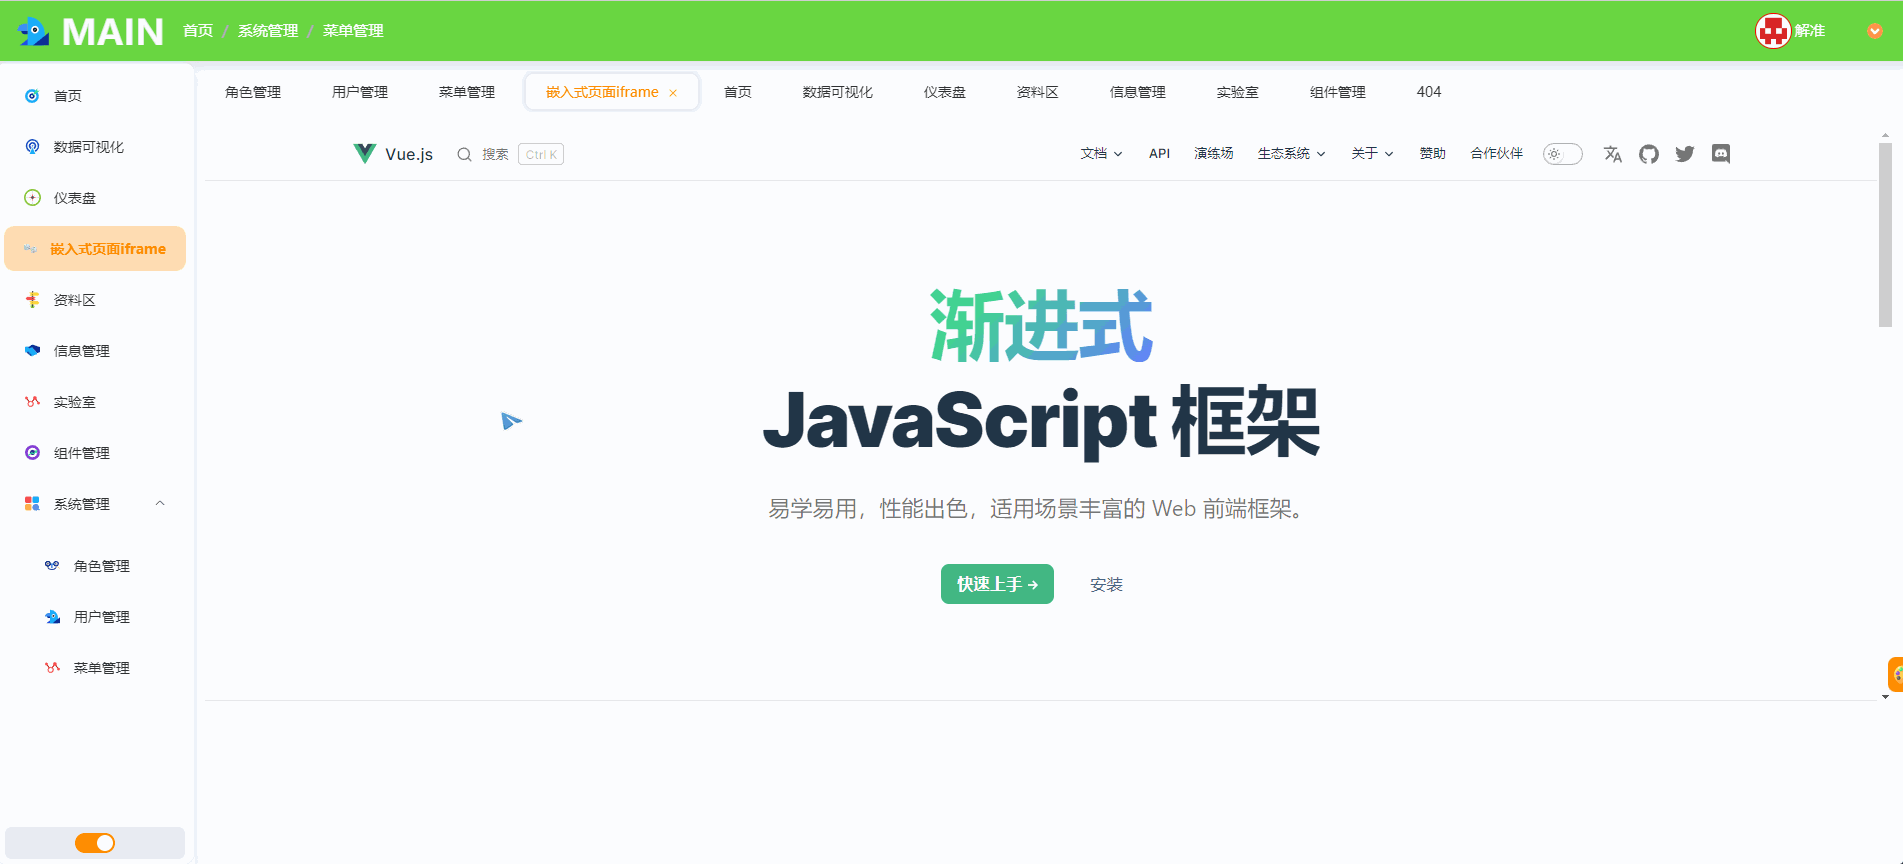 MAIN 首页 / 系统管理 / 菜单管理 解准
首页
数据可视化
仪表盘
嵌入式页面iframe
资料区
信息管理
实验室
组件管理
系统管理
角色管理
用户管理
菜单管理
角色管理 用户管理 菜单管理 嵌入式页面iframe × 首页 数据可视化 仪表盘 资料区 信息管理 实验室 组件管理 404
Vue.js 搜索 Ctrl K 文档 API 演练场 生态系统 关于 赞助 合作伙伴
渐进式
JavaScript 框架
易学易用，性能出色，适用场景丰富的 Web 前端框架。
快速上手 → 安装